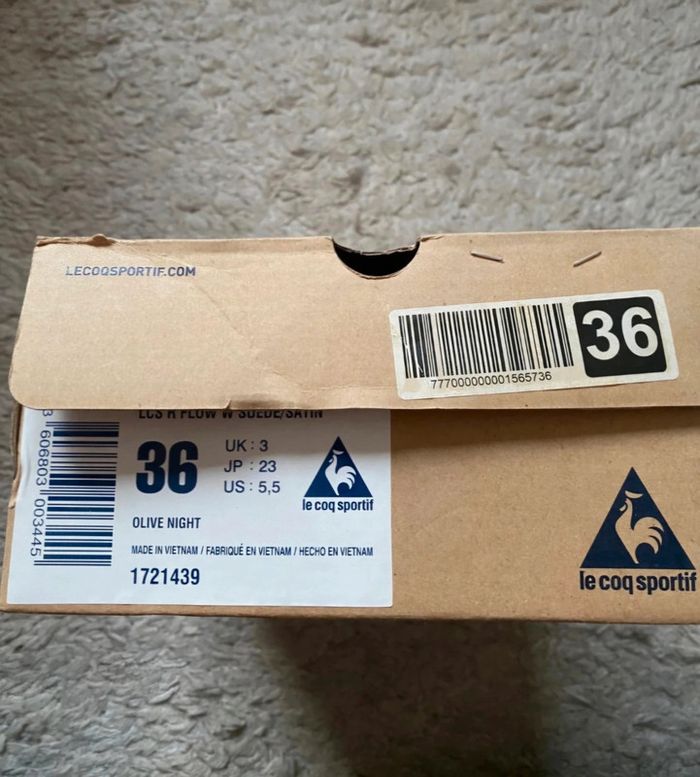 LECOQSPORTIF.COM
777000000001565736
36
LCS R FLOW W SUEDE/SATIN
3 606803 003445
36
UK : 3
JP : 23
US : 5,5
le coq sportif
OLIVE NIGHT
MADE IN VIETNAM / FABRIQUÉ EN VIETNAM / HECHO EN VIETNAM
1721439
le coq sportif